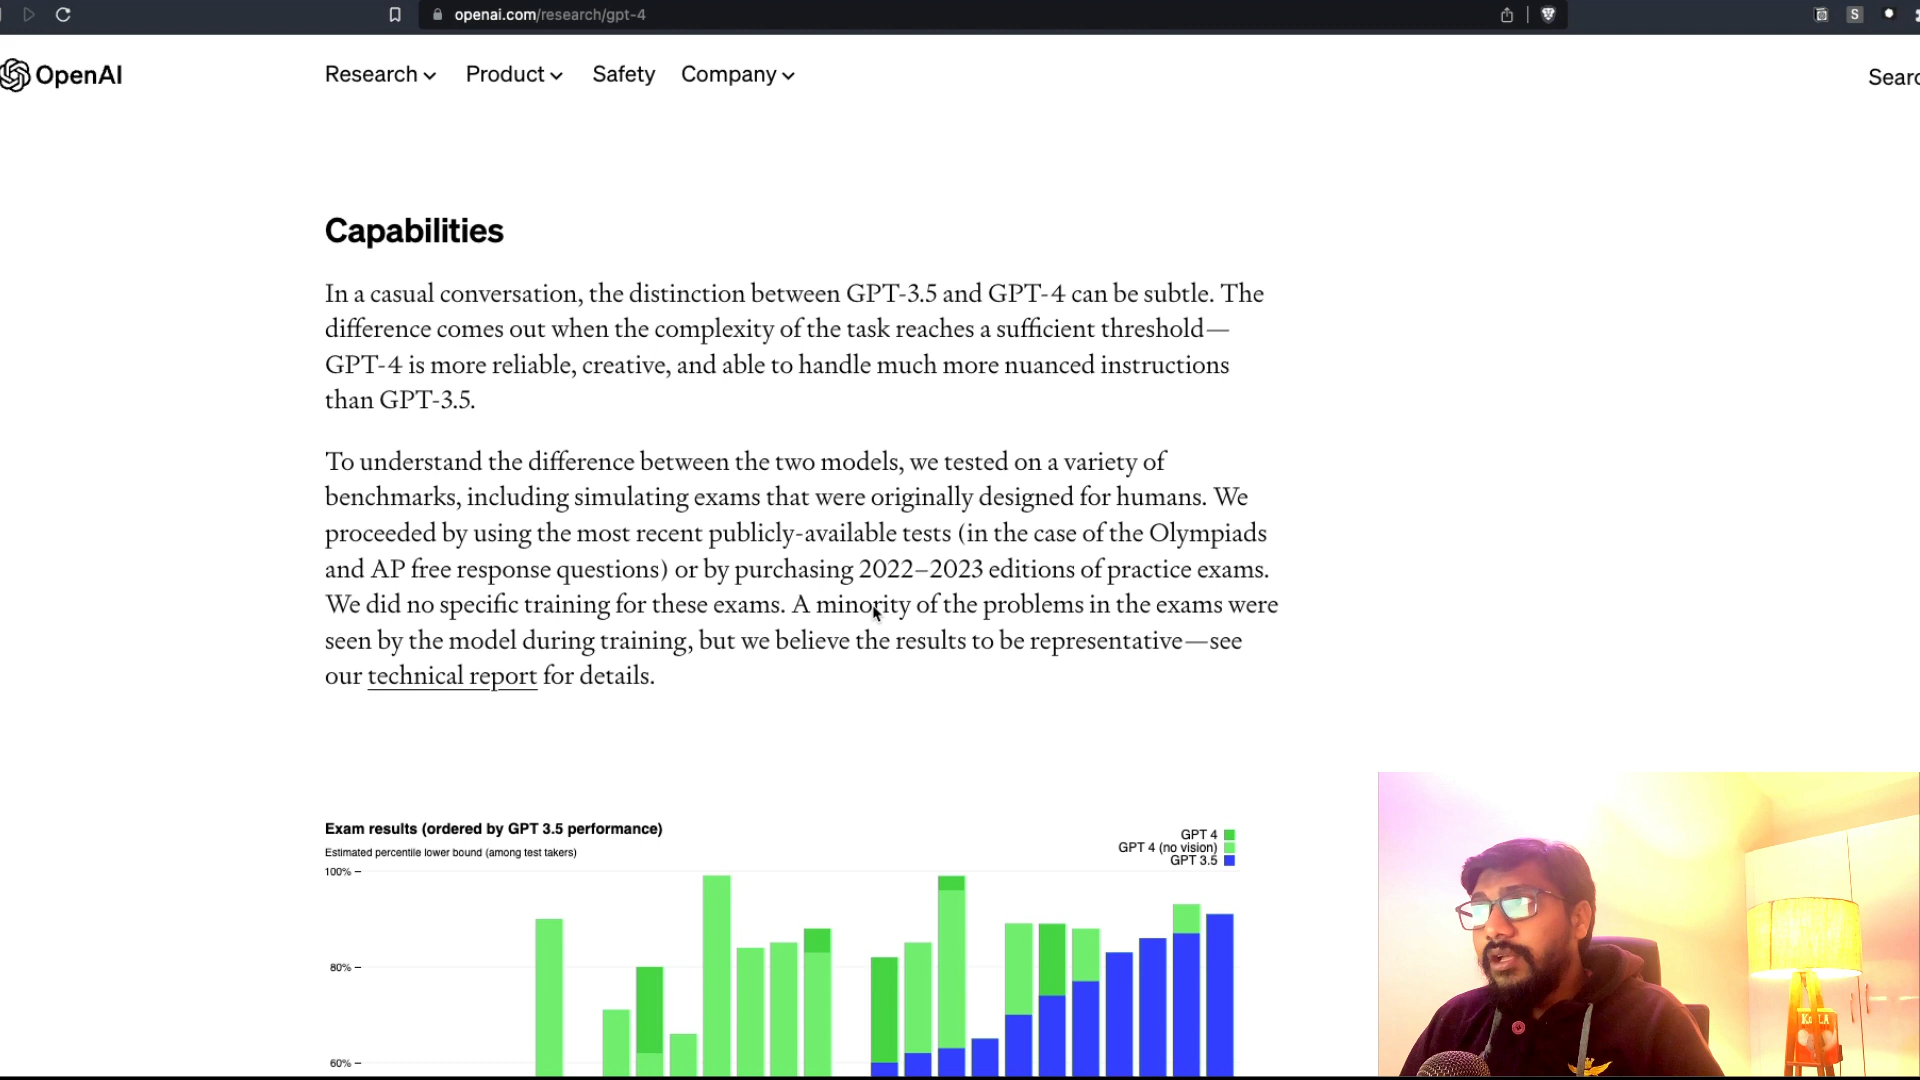 openai.com/research/gpt-4
S
OpenAI
Research
Product
Safety
Company
Sear
Capabilities
In a casual conversation, the distinction between GPT-3.5 and GPT-4 can be subtle. The
difference comes out when the complexity of the task reaches a sufficient threshold—
GPT-4 is more reliable, creative, and able to handle much more nuanced instructions
than GPT-3.5.
To understand the difference between the two models, we tested on a variety of
benchmarks, including simulating exams that were originally designed for humans. We
proceeded by using the most recent publicly-available tests (in the case of the Olympiads
and AP free response questions) or by purchasing 2022–2023 editions of practice exams.
We did no specific training for these exams. A minority of the problems in the exams were
seen by the model during training, but we believe the results to be representative—see
our technical report for details.
Exam results (ordered by GPT 3.5 performance)
Estimated percentile lower bound (among test takers)
GPT 4
GPT 4 (no vision)
GPT 3.5
100% –
80% –
60% –